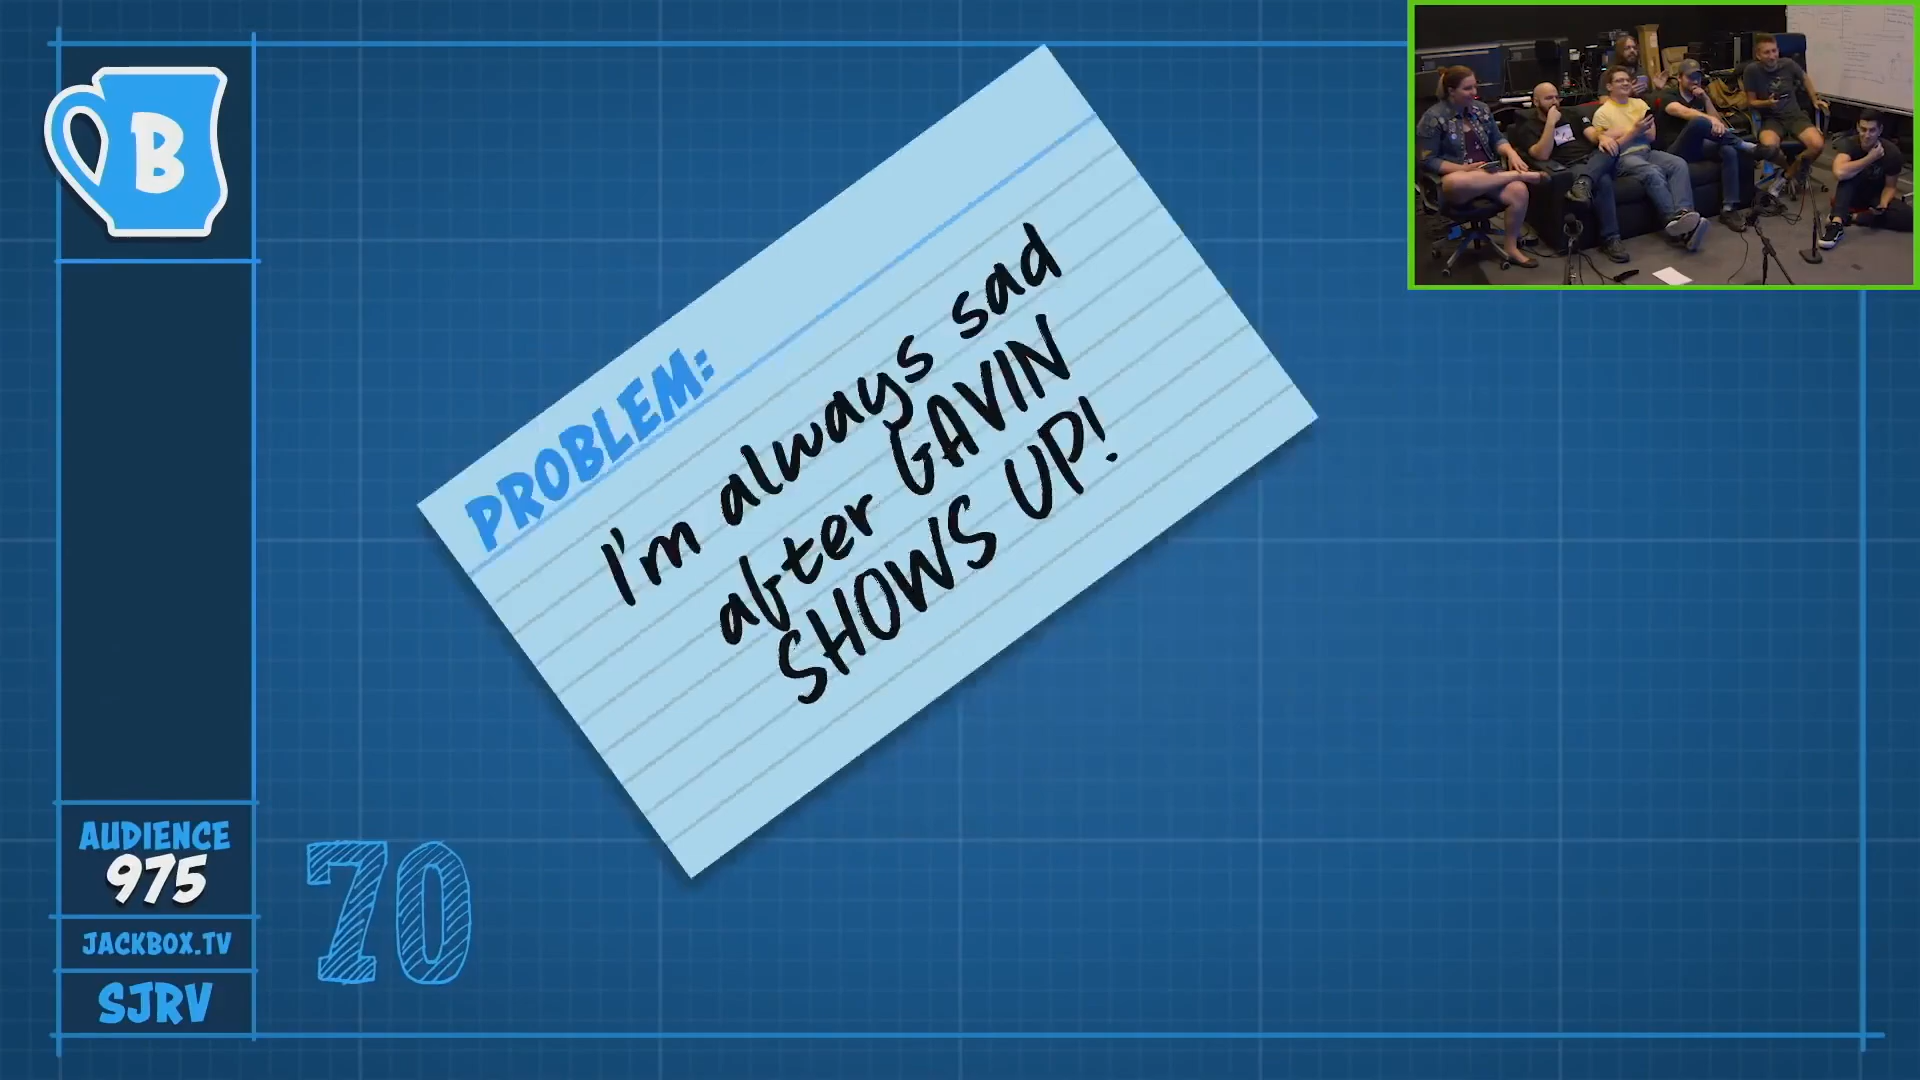 B
PROBLEM:
I'm always sad
after GAVIN
SHOWS UP!
AUDIENCE
975
JACKBOX.TV
SJRV
70